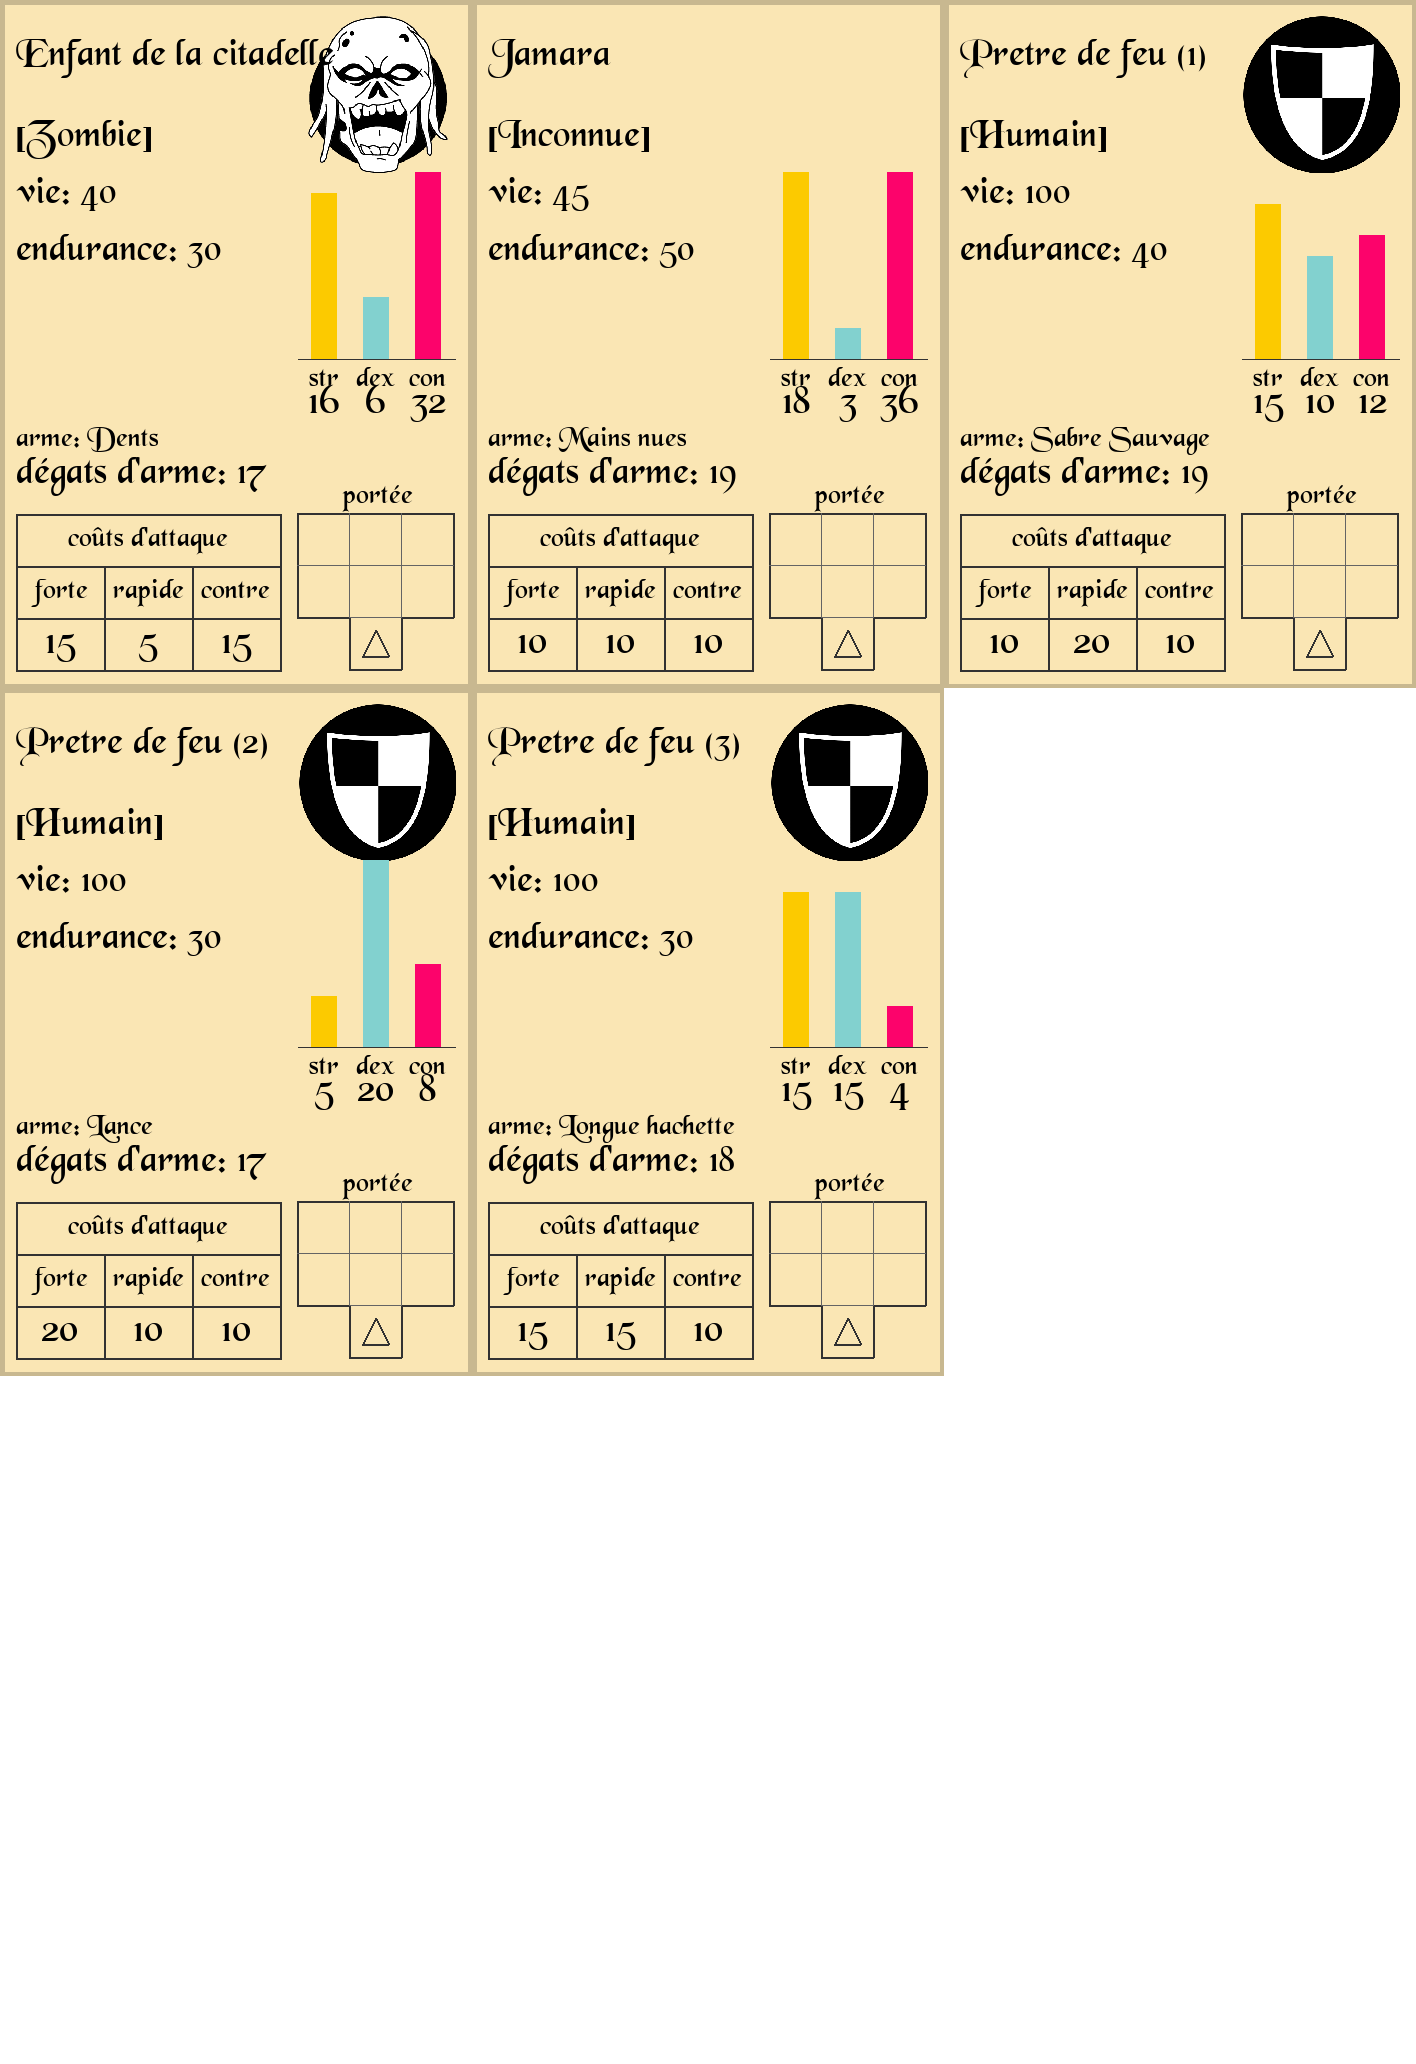 Enfant de la citadelle
[Zombie]
vie: 40
endurance: 30
str dex con
16 6 32
arme: Dents
dégats d'arme: 17
portée
coûts d'attaque
forte rapide contre
15 5 15
Jamara
[Inconnue]
vie: 45
endurance: 50
str dex con
18 3 36
arme: Mains nues
dégats d'arme: 19
portée
coûts d'attaque
forte rapide contre
10 10 10
Pretre de feu (1)
[Humain]
vie: 100
endurance: 40
str dex con
15 10 12
arme: Sabre Sauvage
dégats d'arme: 19
portée
coûts d'attaque
forte rapide contre
10 20 10
Pretre de feu (2)
[Humain]
vie: 100
endurance: 30
str dex con
5 20 8
arme: Lance
dégats d'arme: 17
portée
coûts d'attaque
forte rapide contre
20 10 10
Pretre de feu (3)
[Humain]
vie: 100
endurance: 30
str dex con
15 15 4
arme: Longue hachette
dégats d'arme: 18
portée
coûts d'attaque
forte rapide contre
15 15 10